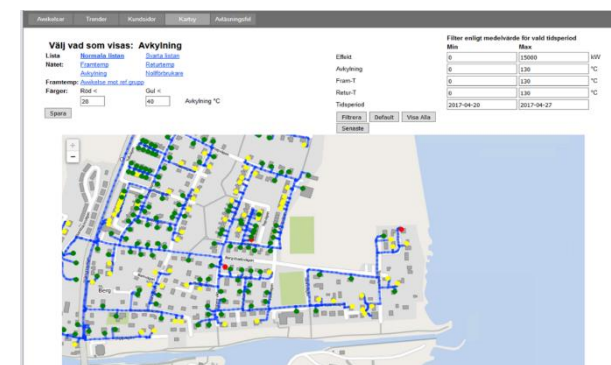 Avvikelser Trender Kundsidor Kartvy Avläsningsfel
Välj vad som visas: Avkylning
Lista Normala listan Svarta listan
Nätet: Framtemp Returtemp
Avkylning Nollförbrukare
Framtemp: Avvikelse mot ref.grupp
Färger: Röd < Gul <
20 40 Avkylning °C
Spara
Filter enligt medelvärde för vald tidsperiod
Min Max
Effekt 0 15000 kW
Avkylning 0 130 °C
Fram-T 0 130 °C
Retur-T 0 130 °C
Tidsperiod 2017-04-20 2017-04-27
Filtrera Default Visa Alla
Senaste
+
−
Berg